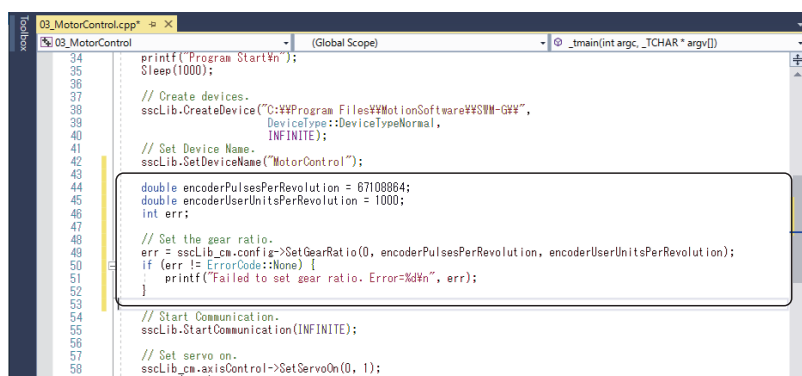 Toolbox
03_MotorControl.cpp*
03_MotorControl (Global Scope) _tmain(int argc, _TCHAR * argv[])
34 printf("Program Start¥n");
35 Sleep(1000);
36
37 // Create devices.
38 sscLib.CreateDevice("C:¥¥Program Files¥¥MotionSoftware¥¥SWM-G¥¥",
39 DeviceType::DeviceTypeNormal,
40 INFINITE);
41 // Set Device Name.
42 sscLib.SetDeviceName("MotorControl");
43
44 double encoderPulsesPerRevolution = 67108864;
45 double encoderUserUnitsPerRevolution = 1000;
46 int err;
47
48 // Set the gear ratio.
49 err = sscLib_cm.config->SetGearRatio(0, encoderPulsesPerRevolution, encoderUserUnitsPerRevolution);
50 if (err != ErrorCode::None) {
51 printf("Failed to set gear ratio. Error=%d¥n", err);
52 }
53
54 // Start Communication.
55 sscLib.StartCommunication(INFINITE);
56
57 // Set servo on.
58 sscLib_cm.axisControl->SetServoOn(0, 1);